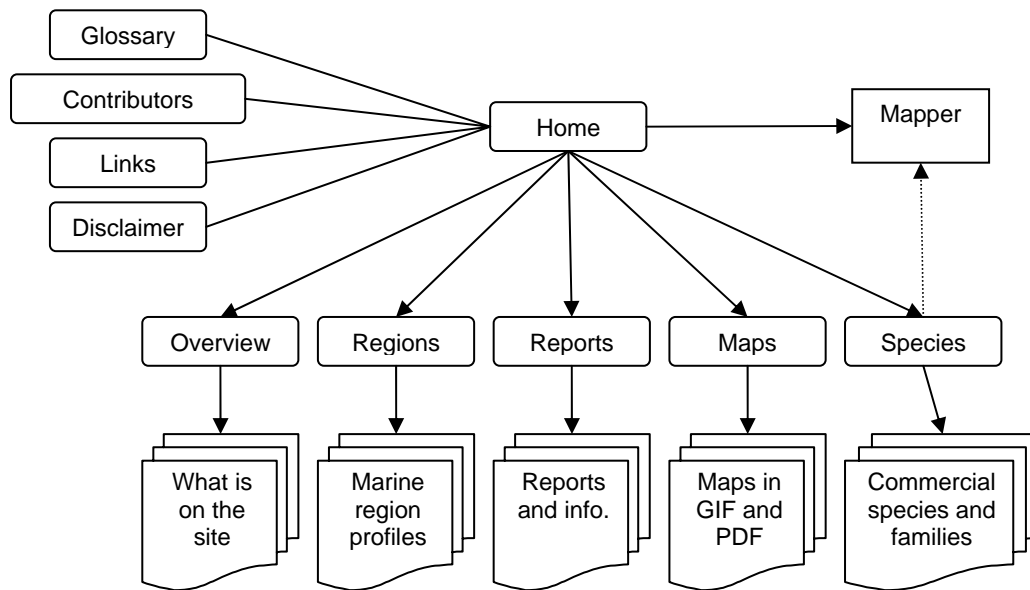 Glossary
Contributors
Links
Disclaimer
Home
Mapper
Overview
Regions
Reports
Maps
Species
What is
on the
site
Marine
region
profiles
Reports
and info.
Maps in
GIF and
PDF
Commercial
species and
families